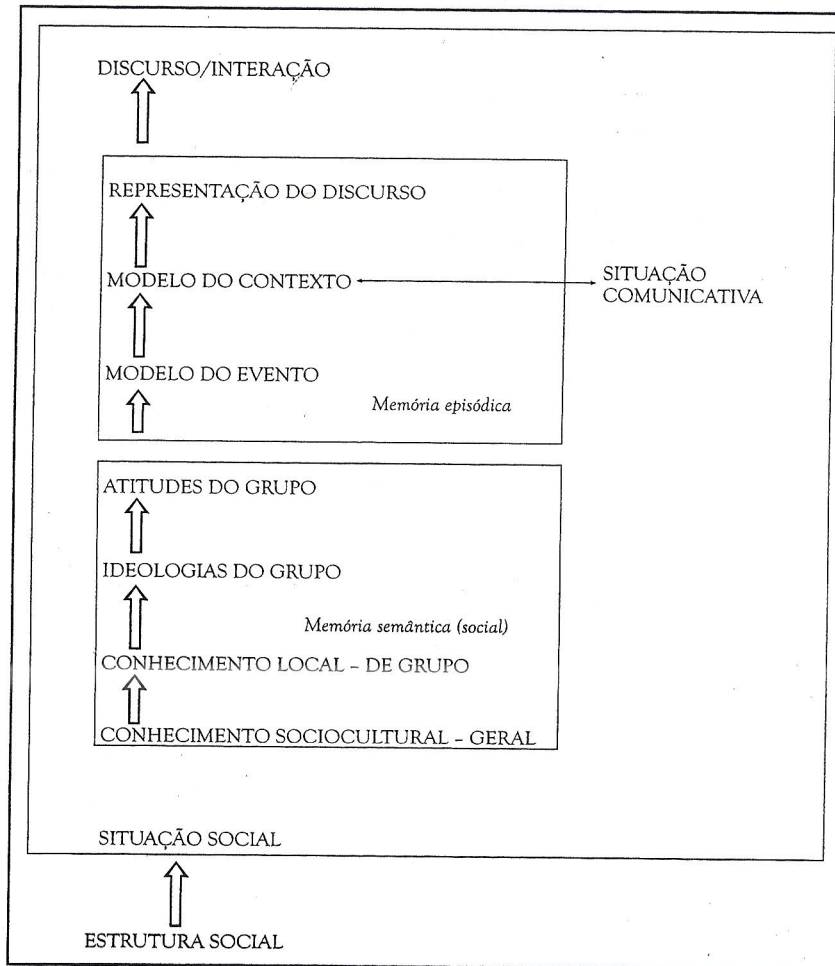 DISCURSO/INTERAÇÃO
REPRESENTAÇÃO DO DISCURSO
MODELO DO CONTEXTO
SITUAÇÃO
COMUNICATIVA
MODELO DO EVENTO
Memória episódica
ATITUDES DO GRUPO
IDEOLOGIAS DO GRUPO
Memória semântica (social)
CONHECIMENTO LOCAL – DE GRUPO
CONHECIMENTO SOCIOCULTURAL – GERAL
SITUAÇÃO SOCIAL
ESTRUTURA SOCIAL